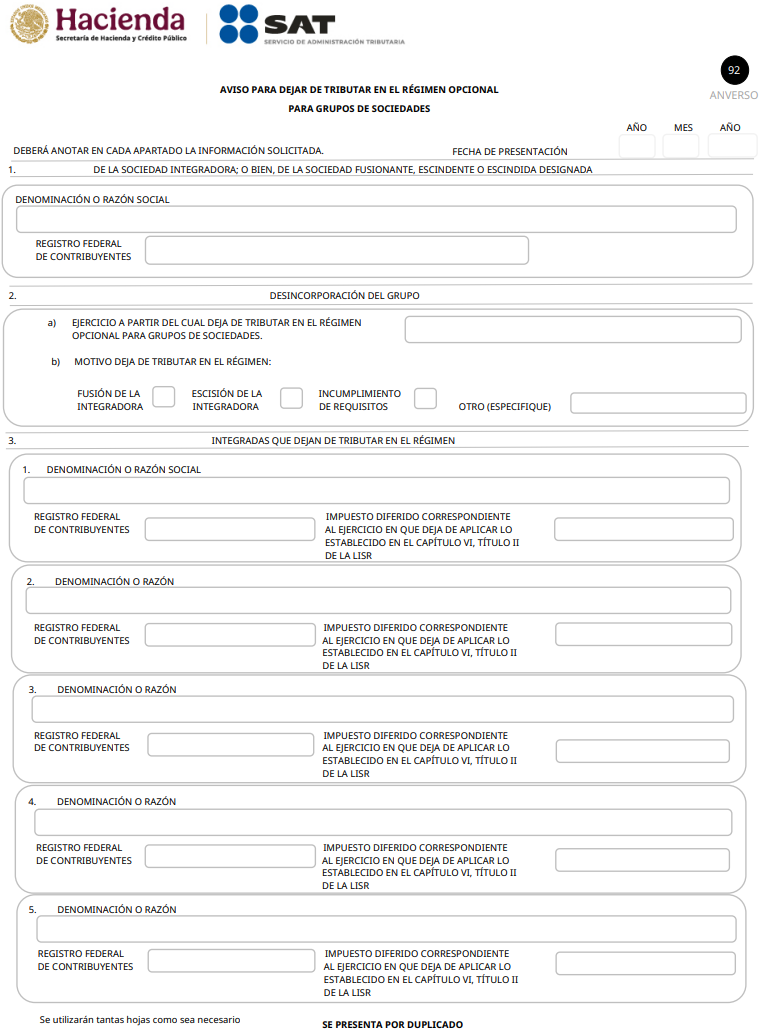 Hacienda
Secretaría de Hacienda y Crédito Público
SAT
SERVICIO DE ADMINISTRACIÓN TRIBUTARIA
92
ANVERSO
AVISO PARA DEJAR DE TRIBUTAR EN EL RÉGIMEN OPCIONAL
PARA GRUPOS DE SOCIEDADES
AÑO MES AÑO
DEBERÁ ANOTAR EN CADA APARTADO LA INFORMACIÓN SOLICITADA. FECHA DE PRESENTACIÓN
1. DE LA SOCIEDAD INTEGRADORA; O BIEN, DE LA SOCIEDAD FUSIONANTE, ESCINDENTE O ESCINDIDA DESIGNADA
DENOMINACIÓN O RAZÓN SOCIAL
REGISTRO FEDERAL
DE CONTRIBUYENTES
2. DESINCORPORACIÓN DEL GRUPO
a) EJERCICIO A PARTIR DEL CUAL DEJA DE TRIBUTAR EN EL RÉGIMEN
OPCIONAL PARA GRUPOS DE SOCIEDADES.
b) MOTIVO DEJA DE TRIBUTAR EN EL RÉGIMEN:
FUSIÓN DE LA
INTEGRADORA
ESCISIÓN DE LA
INTEGRADORA
INCUMPLIMIENTO
DE REQUISITOS
OTRO (ESPECIFIQUE)
3. INTEGRADAS QUE DEJAN DE TRIBUTAR EN EL RÉGIMEN
1. DENOMINACIÓN O RAZÓN SOCIAL
REGISTRO FEDERAL
DE CONTRIBUYENTES
IMPUESTO DIFERIDO CORRESPONDIENTE
AL EJERCICIO EN QUE DEJA DE APLICAR LO
ESTABLECIDO EN EL CAPÍTULO VI, TÍTULO II
DE LA LISR
2. DENOMINACIÓN O RAZÓN
REGISTRO FEDERAL
DE CONTRIBUYENTES
IMPUESTO DIFERIDO CORRESPONDIENTE
AL EJERCICIO EN QUE DEJA DE APLICAR LO
ESTABLECIDO EN EL CAPÍTULO VI, TÍTULO II
DE LA LISR
3. DENOMINACIÓN O RAZÓN
REGISTRO FEDERAL
DE CONTRIBUYENTES
IMPUESTO DIFERIDO CORRESPONDIENTE
AL EJERCICIO EN QUE DEJA DE APLICAR LO
ESTABLECIDO EN EL CAPÍTULO VI, TÍTULO II
DE LA LISR
4. DENOMINACIÓN O RAZÓN
REGISTRO FEDERAL
DE CONTRIBUYENTES
IMPUESTO DIFERIDO CORRESPONDIENTE
AL EJERCICIO EN QUE DEJA DE APLICAR LO
ESTABLECIDO EN EL CAPÍTULO VI, TÍTULO II
DE LA LISR
5. DENOMINACIÓN O RAZÓN
REGISTRO FEDERAL
DE CONTRIBUYENTES
IMPUESTO DIFERIDO CORRESPONDIENTE
AL EJERCICIO EN QUE DEJA DE APLICAR LO
ESTABLECIDO EN EL CAPÍTULO VI, TÍTULO II
DE LA LISR
Se utilizarán tantas hojas como sea necesario
SE PRESENTA POR DUPLICADO